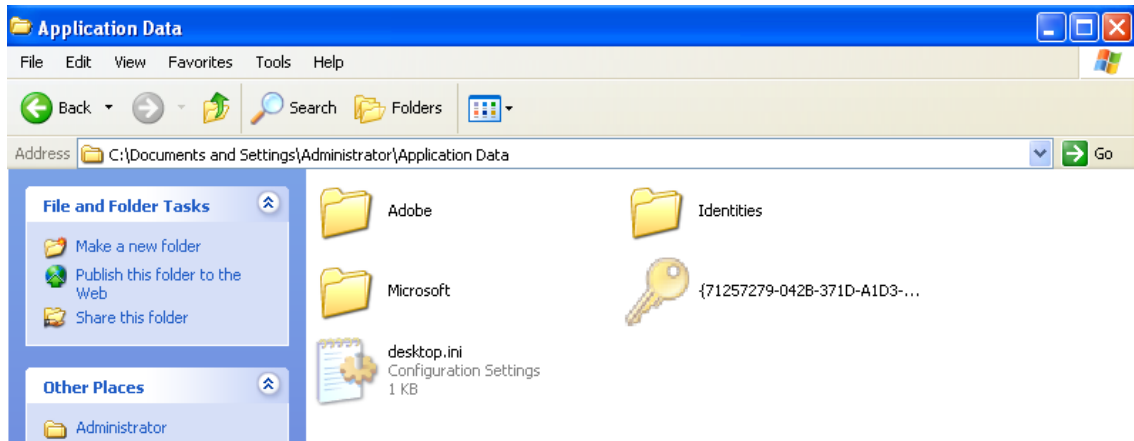 Application Data
File Edit View Favorites Tools Help
Back Search Folders
Address C:\Documents and Settings\Administrator\Application Data Go
File and Folder Tasks
Make a new folder
Publish this folder to the
Web
Share this folder
Other Places
Administrator
Adobe
Identities
Microsoft
{71257279-042B-371D-A1D3-...
desktop.ini
Configuration Settings
1 KB